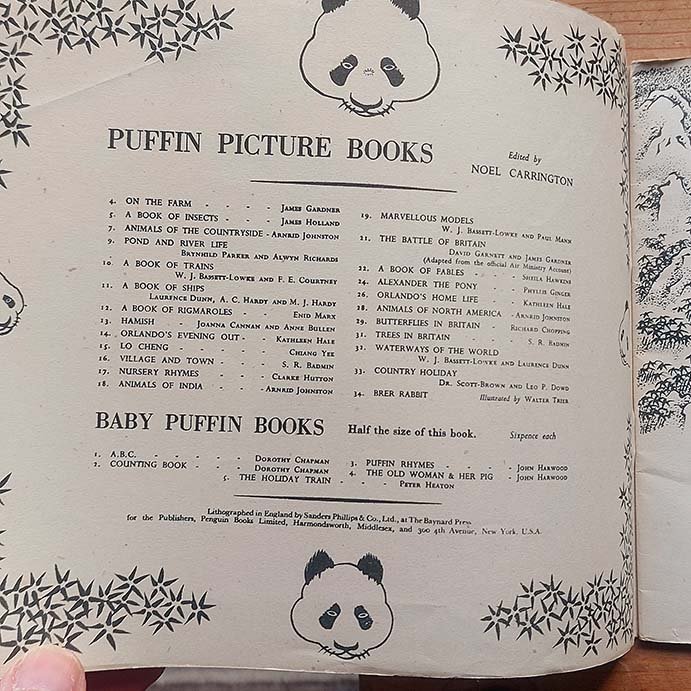 PUFFIN PICTURE BOOKS
Edited by
NOEL CARRINGTON
4. ON THE FARM - - - - JAMES GARDNER
5. A BOOK OF INSECTS - - - JAMES HOLLAND
7. ANIMALS OF THE COUNTRYSIDE - ARNRID JOHNSTON
9. POND AND RIVER LIFE
BRYNHILD PARKER AND ALWYN RICHARDS
10. A BOOK OF TRAINS
W. J. BASSETT-LOWKE AND F. E. COURTNEY
11. A BOOK OF SHIPS
LAURENCE DUNN, A. C. HARDY AND M. J. HARDY
12. A BOOK OF RIGMAROLES - - ENID MARX
13. HAMISH - - JOANNA CANNAN AND ANNE BULLEN
14. ORLANDO'S EVENING OUT - - KATHLEEN HALE
15. LO CHENG - - - - - CHIANG YEE
16. VILLAGE AND TOWN - - - S. R. BADMIN
17. NURSERY RHYMES - - - CLARKE HUTTON
18. ANIMALS OF INDIA - - - ARNRID JOHNSTON
19. MARVELLOUS MODELS
W. J. BASSETT-LOWKE AND PAUL MANN
21. THE BATTLE OF BRITAIN
DAVID GARNETT AND JAMES GARDNER
(Adapted from the official Air Ministry Account)
22. A BOOK OF FABLES - - - SHEILA HAWKINS
24. ALEXANDER THE PONY - - PHYLLIS GINGER
26. ORLANDO'S HOME LIFE - - KATHLEEN HALE
28. ANIMALS OF NORTH AMERICA - ARNRID JOHNSTON
29. BUTTERFLIES IN BRITAIN - RICHARD CHOPPING
31. TREES IN BRITAIN - - - S. R. BADMIN
32. WATERWAYS OF THE WORLD
W. J. BASSETT-LOWKE AND LAURENCE DUNN
33. COUNTRY HOLIDAY
DR. SCOTT-BROWN AND LEO P. DOWD
34. BRER RABBIT Illustrated by WALTER TRIER
BABY PUFFIN BOOKS Half the size of this book. Sixpence each
1. A.B.C. - - - - - DOROTHY CHAPMAN
2. COUNTING BOOK - - - DOROTHY CHAPMAN
3. PUFFIN RHYMES - - - - JOHN HARWOOD
4. THE OLD WOMAN & HER PIG - JOHN HARWOOD
5. THE HOLIDAY TRAIN - - - PETER HEATON
Lithographed in England by Sanders Phillips & Co., Ltd., at The Baynard Press
for the Publishers, Penguin Books Limited, Harmondsworth, Middlesex, and 300 4th Avenue, New York, U.S.A.